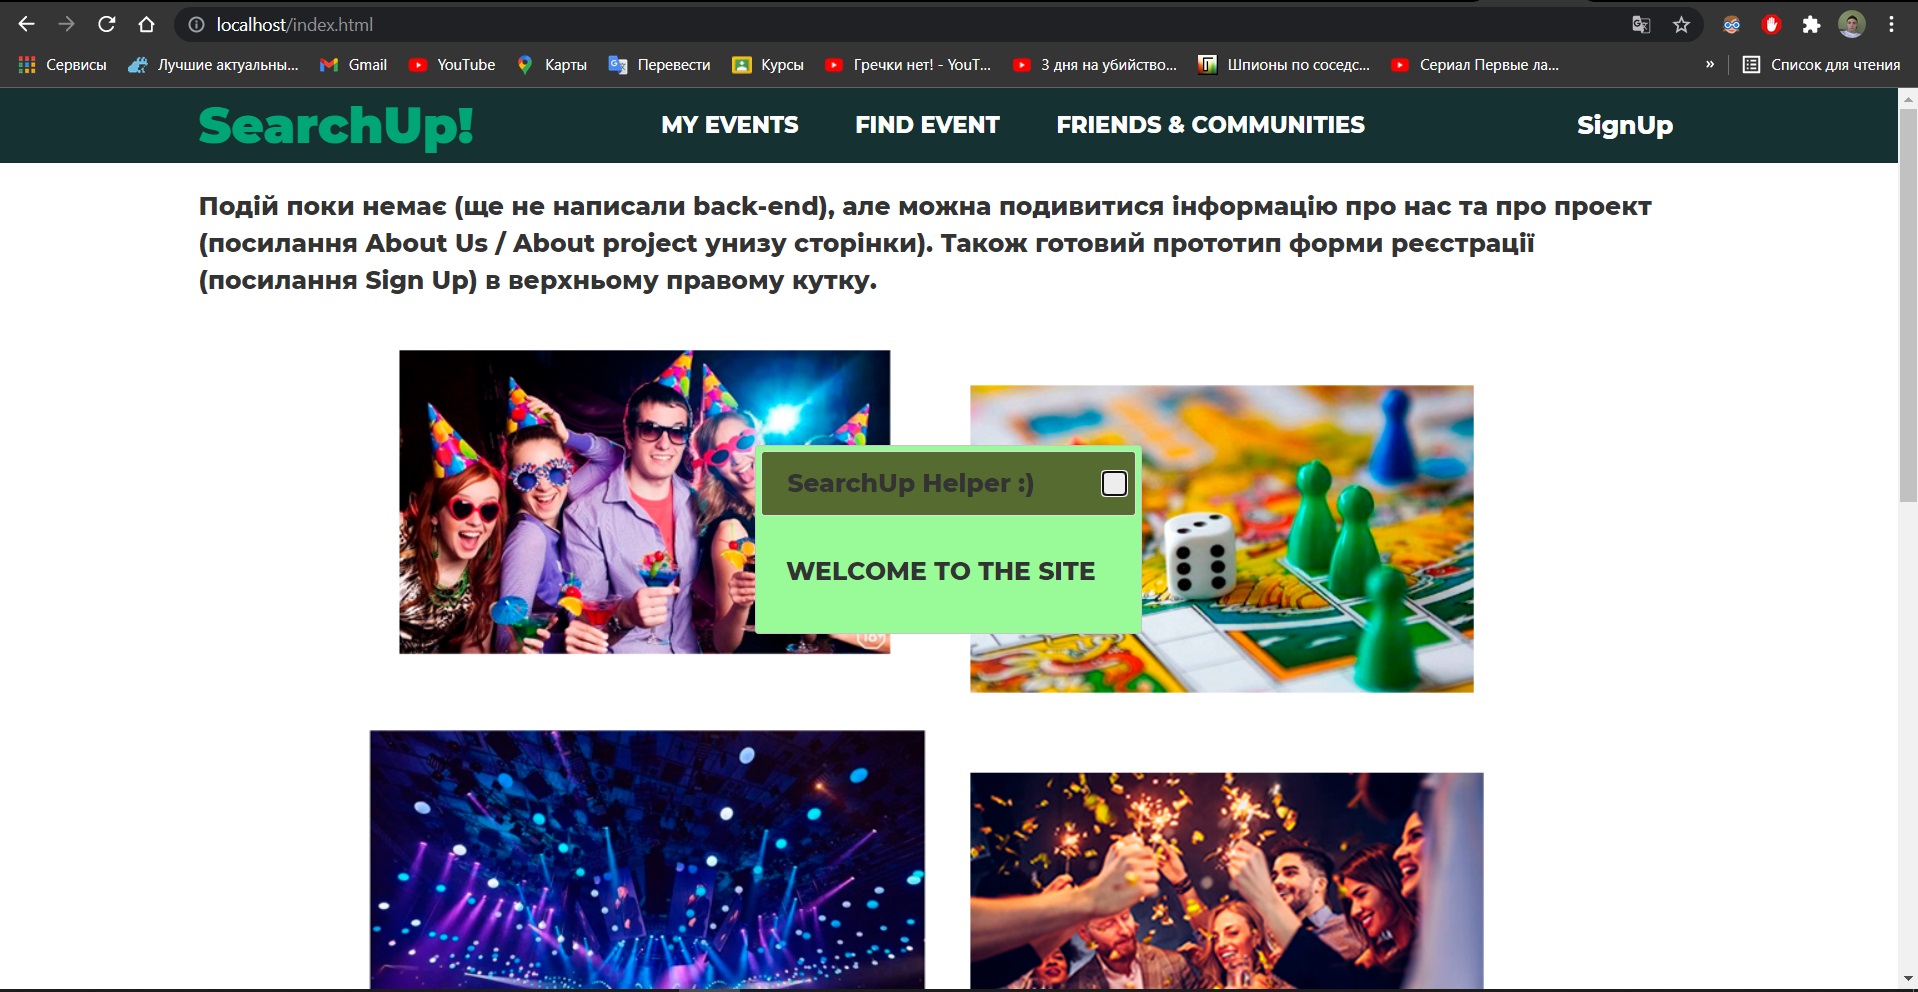 localhost/index.html
Сервисы
Лучшие актуальны...
Gmail
YouTube
Карты
Перевести
Курсы
Гречки нет! - YouT...
3 дня на убийство...
Шпионы по соседс...
Сериал Первые ла...
»
Список для чтения
SearchUp!
MY EVENTS
FIND EVENT
FRIENDS & COMMUNITIES
SignUp
Подій поки немає (ще не написали back-end), але можна подивитися інформацію про нас та про проект
(посилання About Us / About project унизу сторінки). Також готовий прототип форми реєстрації
(посилання Sign Up) в верхньому правому кутку.
SearchUp Helper :)
WELCOME TO THE SITE